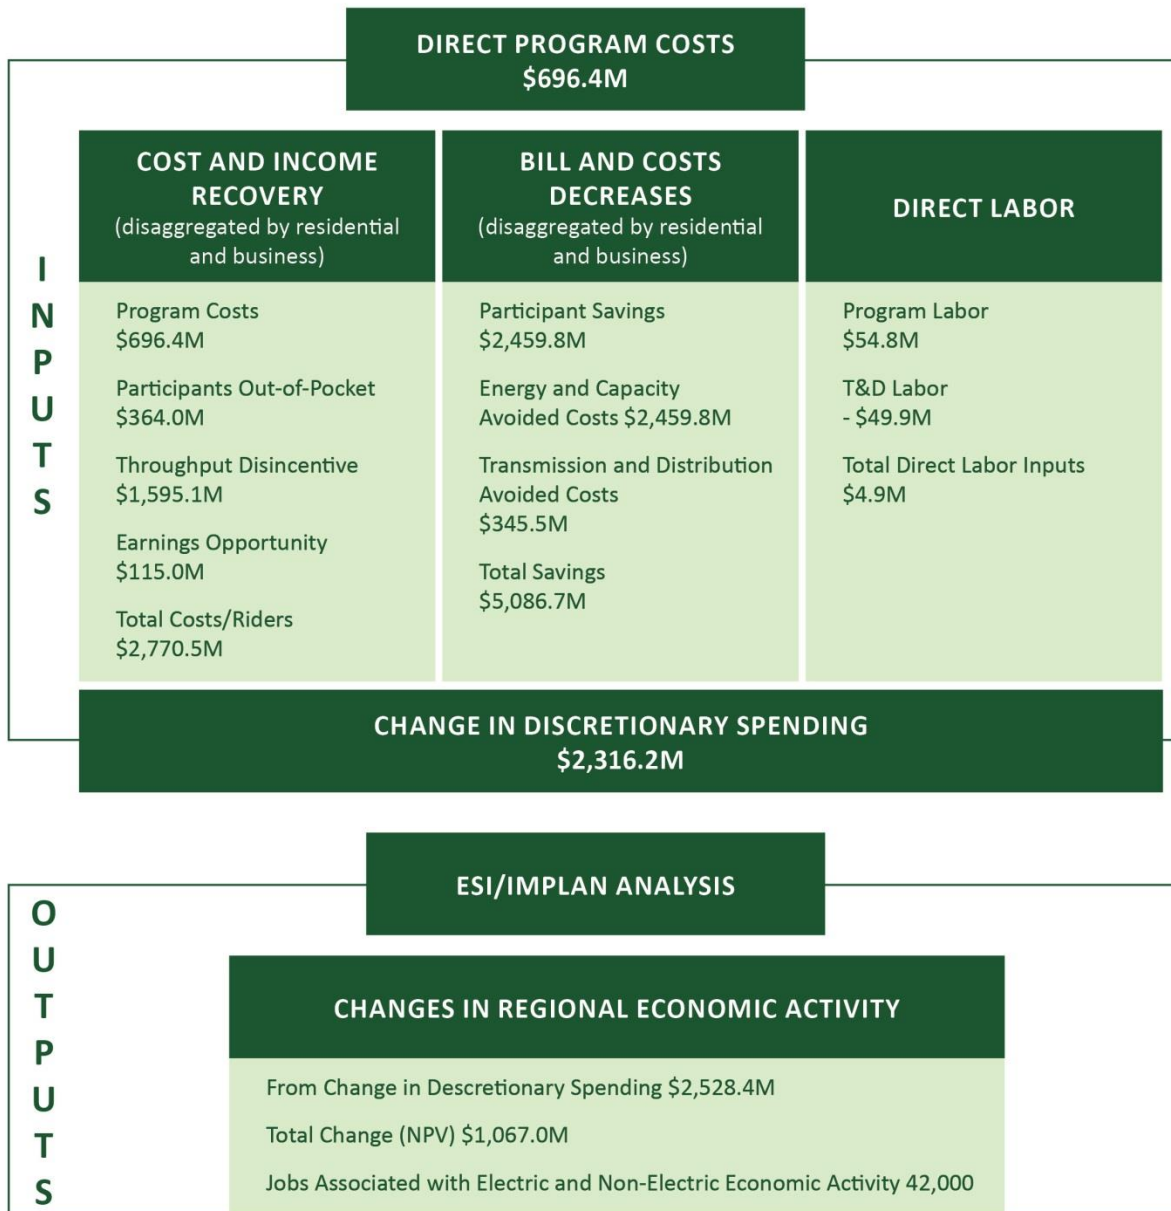 DIRECT PROGRAM COSTS
$696.4M
INPUTS
COST AND INCOME
RECOVERY
(disaggregated by residential
and business)
Program Costs
$696.4M
Participants Out-of-Pocket
$364.0M
Throughput Disincentive
$1,595.1M
Earnings Opportunity
$115.0M
Total Costs/Riders
$2,770.5M
BILL AND COSTS
DECREASES
(disaggregated by residential
and business)
Participant Savings
$2,459.8M
Energy and Capacity
Avoided Costs $2,459.8M
Transmission and Distribution
Avoided Costs
$345.5M
Total Savings
$5,086.7M
DIRECT LABOR
Program Labor
$54.8M
T&D Labor
- $49.9M
Total Direct Labor Inputs
$4.9M
CHANGE IN DISCRETIONARY SPENDING
$2,316.2M
OUTPUTS
ESI/IMPLAN ANALYSIS
CHANGES IN REGIONAL ECONOMIC ACTIVITY
From Change in Descretionary Spending $2,528.4M
Total Change (NPV) $1,067.0M
Jobs Associated with Electric and Non-Electric Economic Activity 42,000